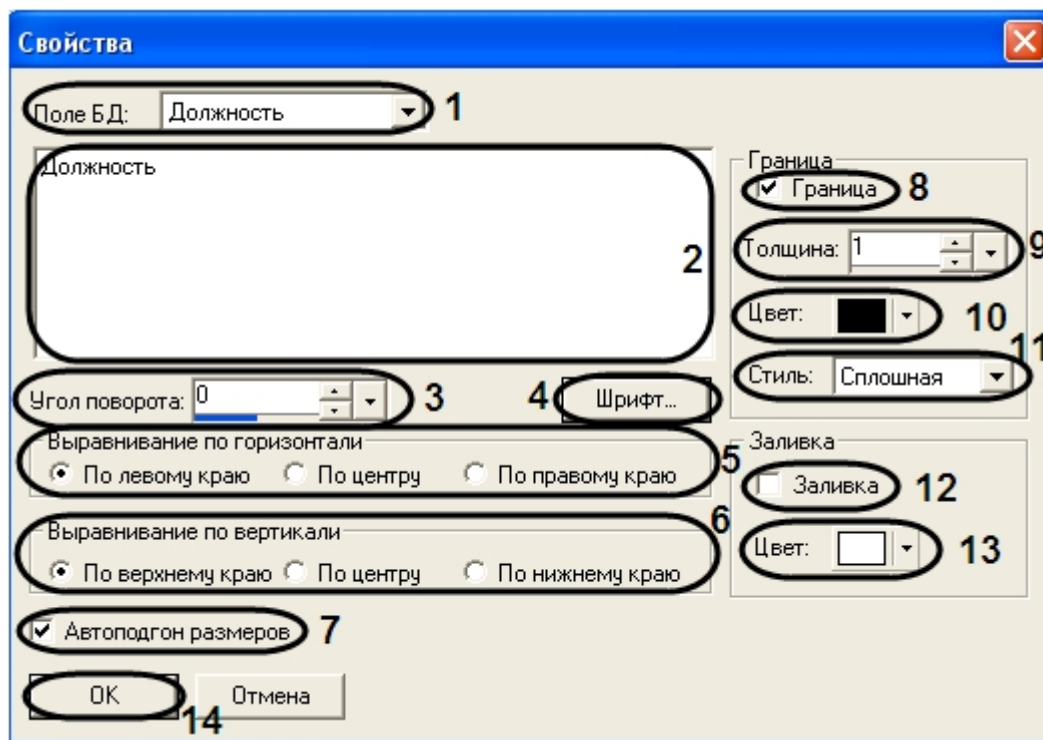 Свойства
Поле БД: Должность 1
Должность
2
Угол поворота: 0 3 4 Шрифт...
Выравнивание по горизонтали
По левому краю По центру По правому краю 5
Выравнивание по вертикали 6
По верхнему краю По центру По нижнему краю
Автоподгон размеров 7
OK Отмена
14
Граница
Граница 8
Толщина: 1 9
Цвет: 10
Стиль: Сплошная 11
Заливка
Заливка 12
Цвет: 13